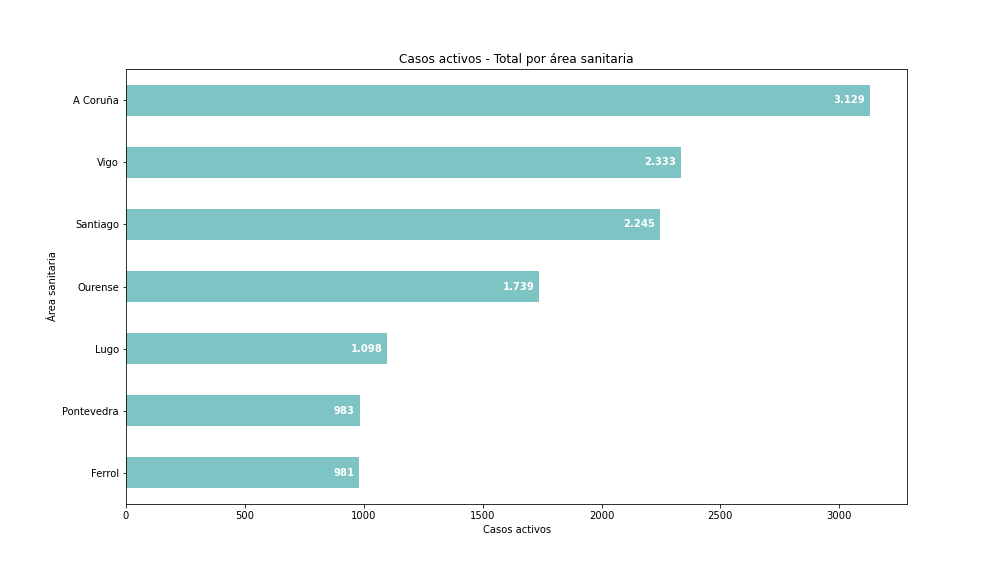 Casos activos - Total por área sanitaria
A Coruña
3.129
Vigo
2.333
Santiago
2.245
Ourense
1.739
Lugo
1.098
Pontevedra
983
Ferrol
981
Área sanitaria
0 500 1000 1500 2000 2500 3000
Casos activos